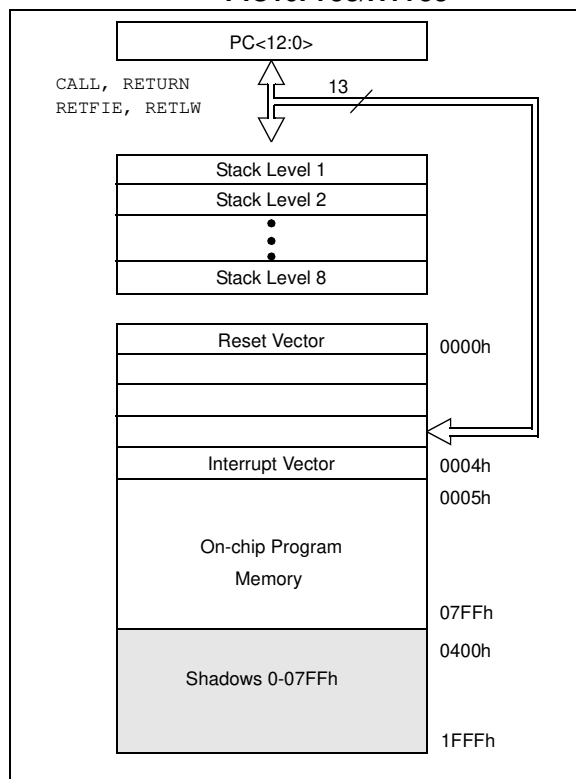 PC<12:0>
CALL, RETURN
RETFIE, RETLW
13
Stack Level 1
Stack Level 2
Stack Level 8
Reset Vector
0000h
Interrupt Vector
0004h
0005h
On-chip Program
Memory
07FFh
0400h
Shadows 0-07FFh
1FFFh